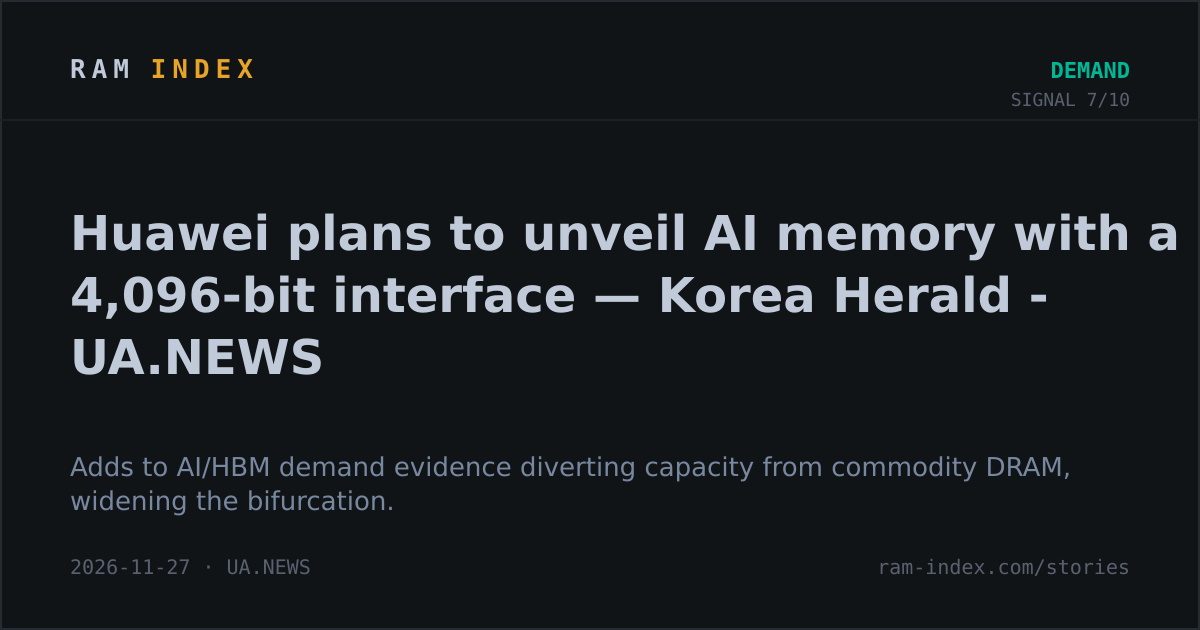 RAM INDEX
DEMAND
SIGNAL 7/10
Huawei plans to unveil AI memory with a
4,096-bit interface — Korea Herald -
UA.NEWS
Adds to AI/HBM demand evidence diverting capacity from commodity DRAM,
widening the bifurcation.
2026-11-27 · UA.NEWS
ram-index.com/stories